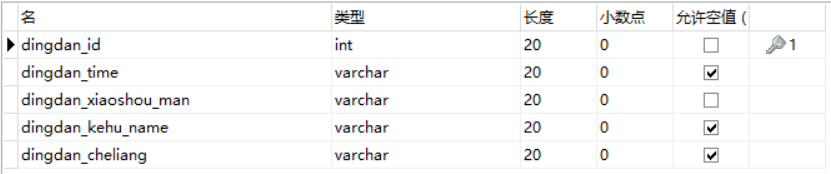 名 类型 长度 小数点 允许空值 (
dingdan_id int 20 0 1
dingdan_time varchar 20 0
dingdan_xiaoshou_man varchar 20 0
dingdan_kehu_name varchar 20 0
dingdan_cheliang varchar 20 0